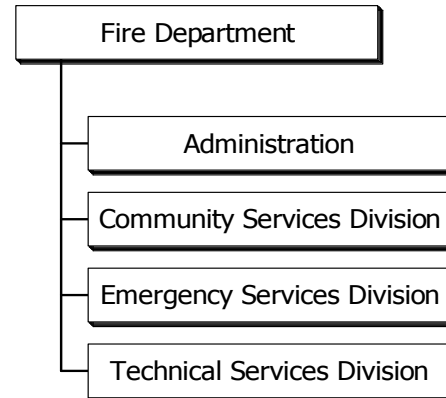 Fire Department
Administration
Community Services Division
Emergency Services Division
Technical Services Division